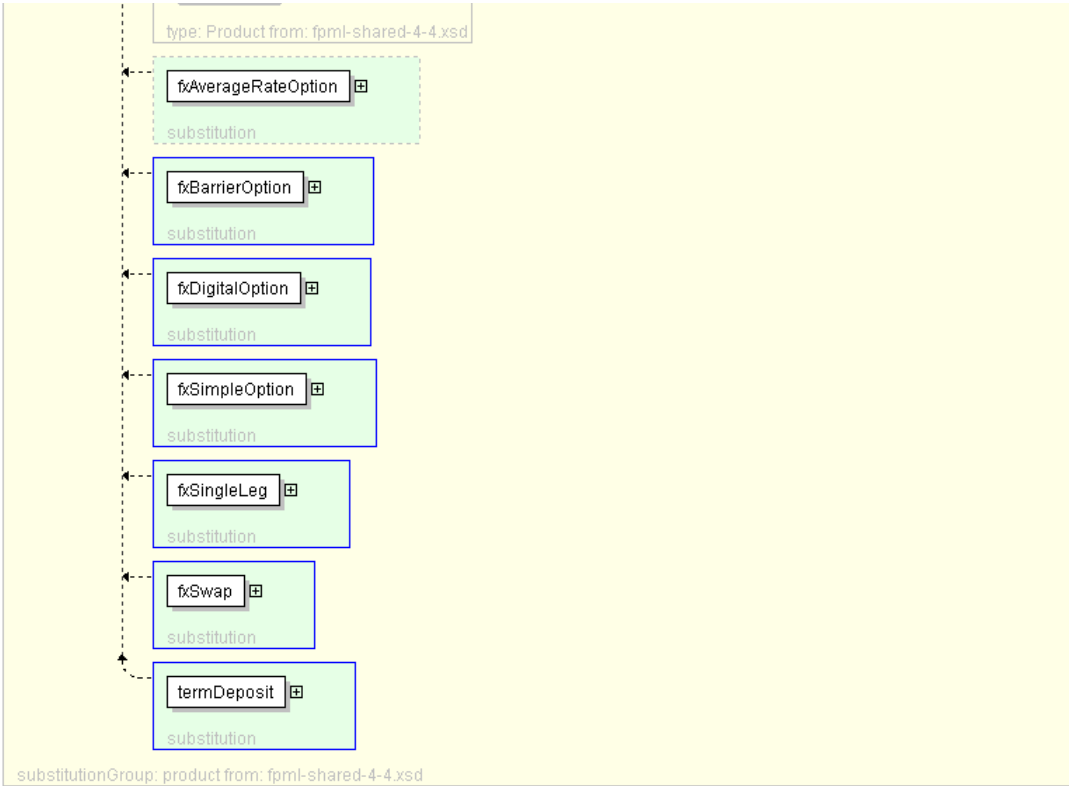 type: Product from: fpml-shared-4-4.xsd
fxAverageRateOption
substitution
fxBarrierOption
substitution
fxDigitalOption
substitution
fxSimpleOption
substitution
fxSingleLeg
substitution
fxSwap
substitution
termDeposit
substitution
substitutionGroup: product from: fpml-shared-4-4.xsd